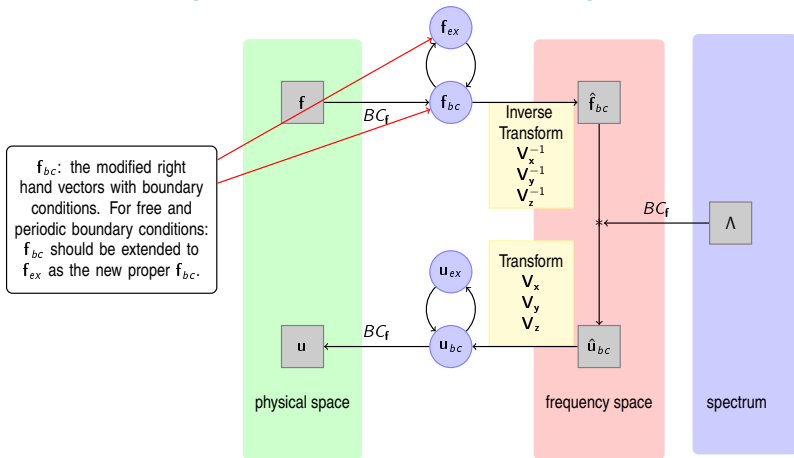 f_ex
f
BC_f
f_bc
f̂_bc
Inverse
Transform
V_x^{-1}
V_y^{-1}
V_z^{-1}
f_bc: the modified right
hand vectors with boundary
conditions. For free and
periodic boundary conditions:
f_bc should be extended to
f_ex as the new proper f_bc.
*
BC_f
Λ
u_ex
Transform
V_x
V_y
V_z
u
BC_f
u_bc
û_bc
physical space
frequency space
spectrum